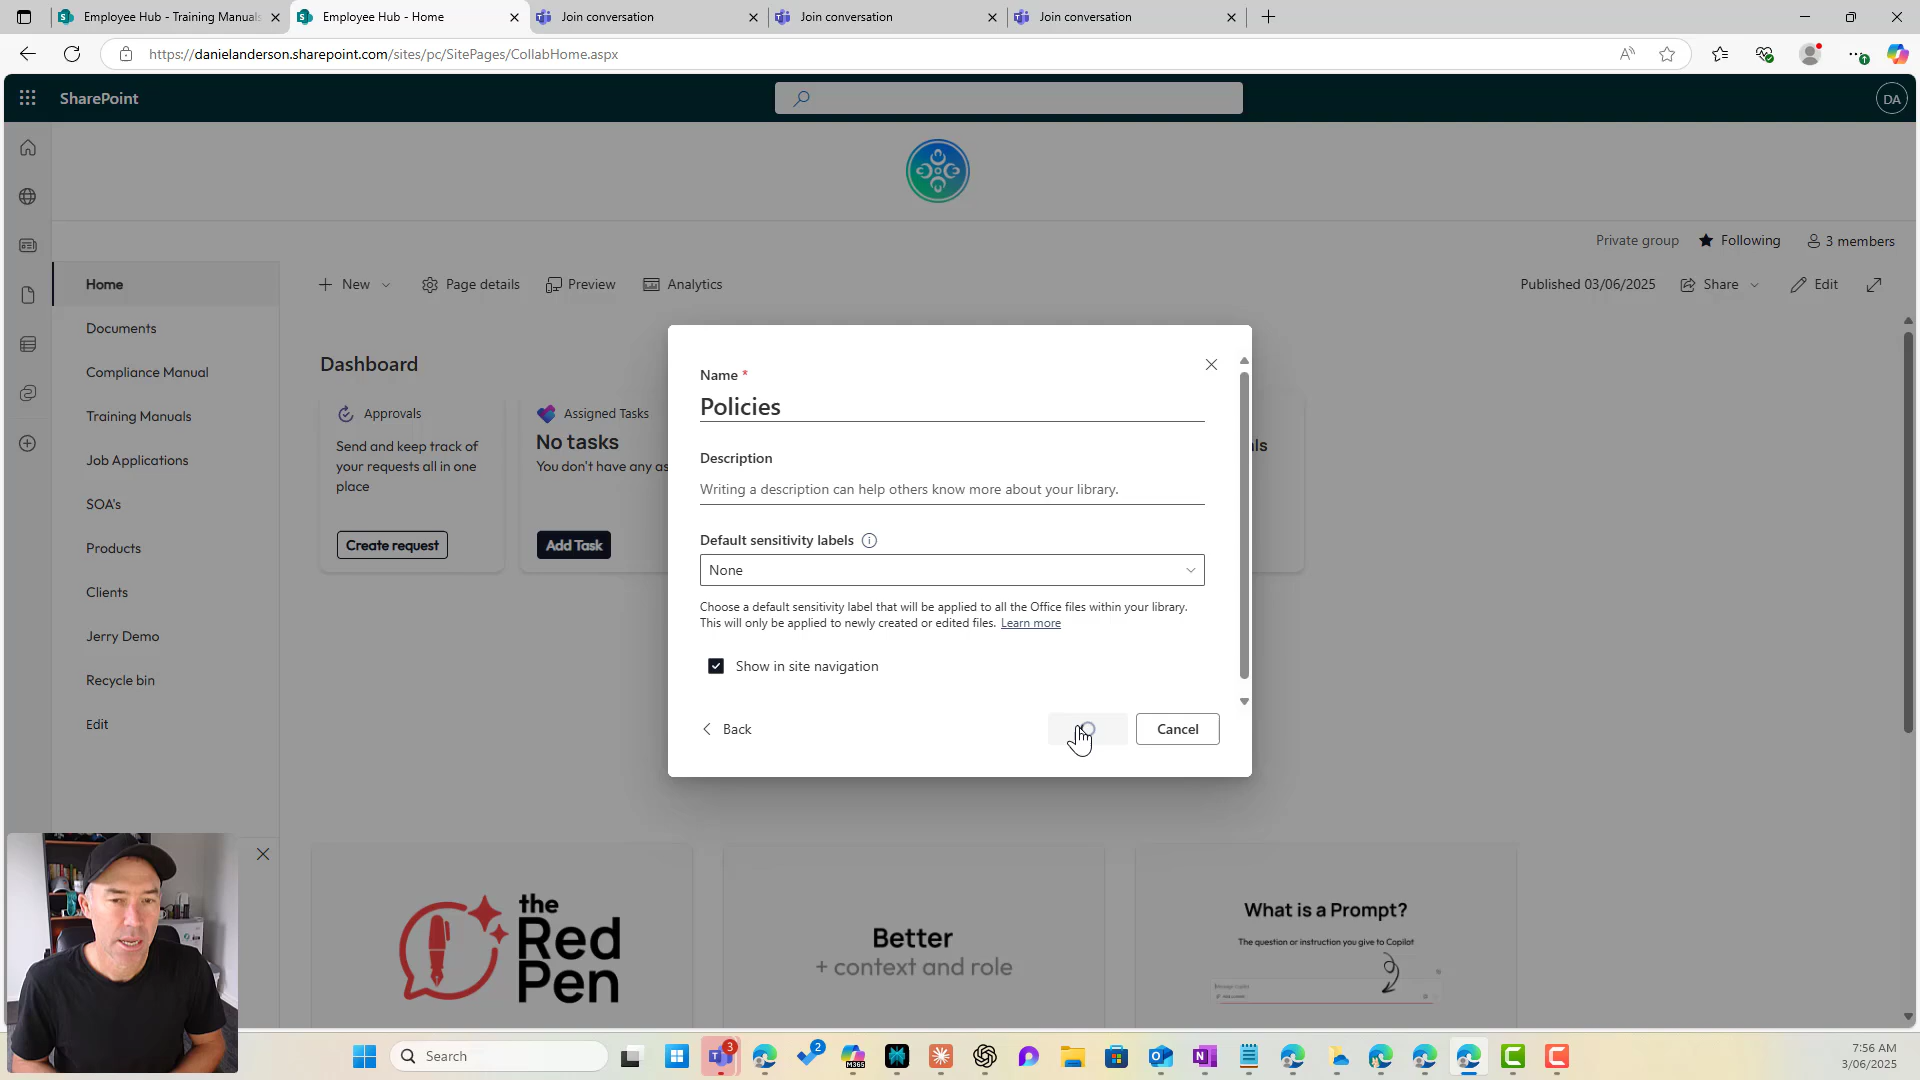 Employee Hub - Training Manuals
Employee Hub - Home
Join conversation
Join conversation
Join conversation
https://danielanderson.sharepoint.com/sites/pc/SitePages/CollabHome.aspx
SharePoint
DA
Private group
Following
3 members
Home
Documents
Compliance Manual
Training Manuals
Job Applications
SOA's
Products
Clients
Jerry Demo
Recycle bin
Edit
New
Page details
Preview
Analytics
Published 03/06/2025
Share
Edit
Dashboard
Approvals
Send and keep track of
your requests all in one
place
Create request
Assigned Tasks
No tasks
You don't have any as
Add Task
Name *
Policies
Description
Writing a description can help others know more about your library.
Default sensitivity labels
None
Choose a default sensitivity label that will be applied to all the Office files within your library.
This will only be applied to newly created or edited files. Learn more
Show in site navigation
Back
Cancel
the
Red
Pen
Better
+ context and role
What is a Prompt?
The question or instruction you give to Copilot
Search
3
2
M365
7:56 AM
3/06/2025